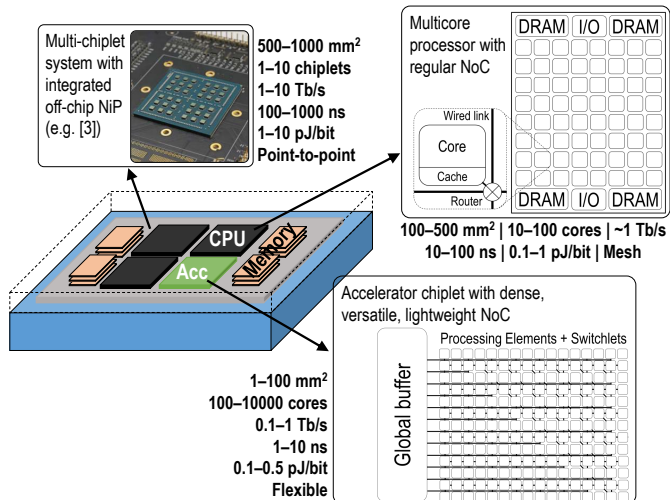 Multi-chiplet
system with
integrated
off-chip NiP
(e.g. [3])
500–1000 mm²
1–10 chiplets
1–10 Tb/s
100–1000 ns
1–10 pJ/bit
Point-to-point
Multicore
processor with
regular NoC
DRAM I/O DRAM
Wired link
Core
Cache
Router
DRAM I/O DRAM
100–500 mm² | 10–100 cores | ~1 Tb/s
10–100 ns | 0.1–1 pJ/bit | Mesh
CPU
Acc
Memory
Accelerator chiplet with dense,
versatile, lightweight NoC
Processing Elements + Switchlets
Global buffer
1–100 mm²
100–10000 cores
0.1–1 Tb/s
1–10 ns
0.1–0.5 pJ/bit
Flexible